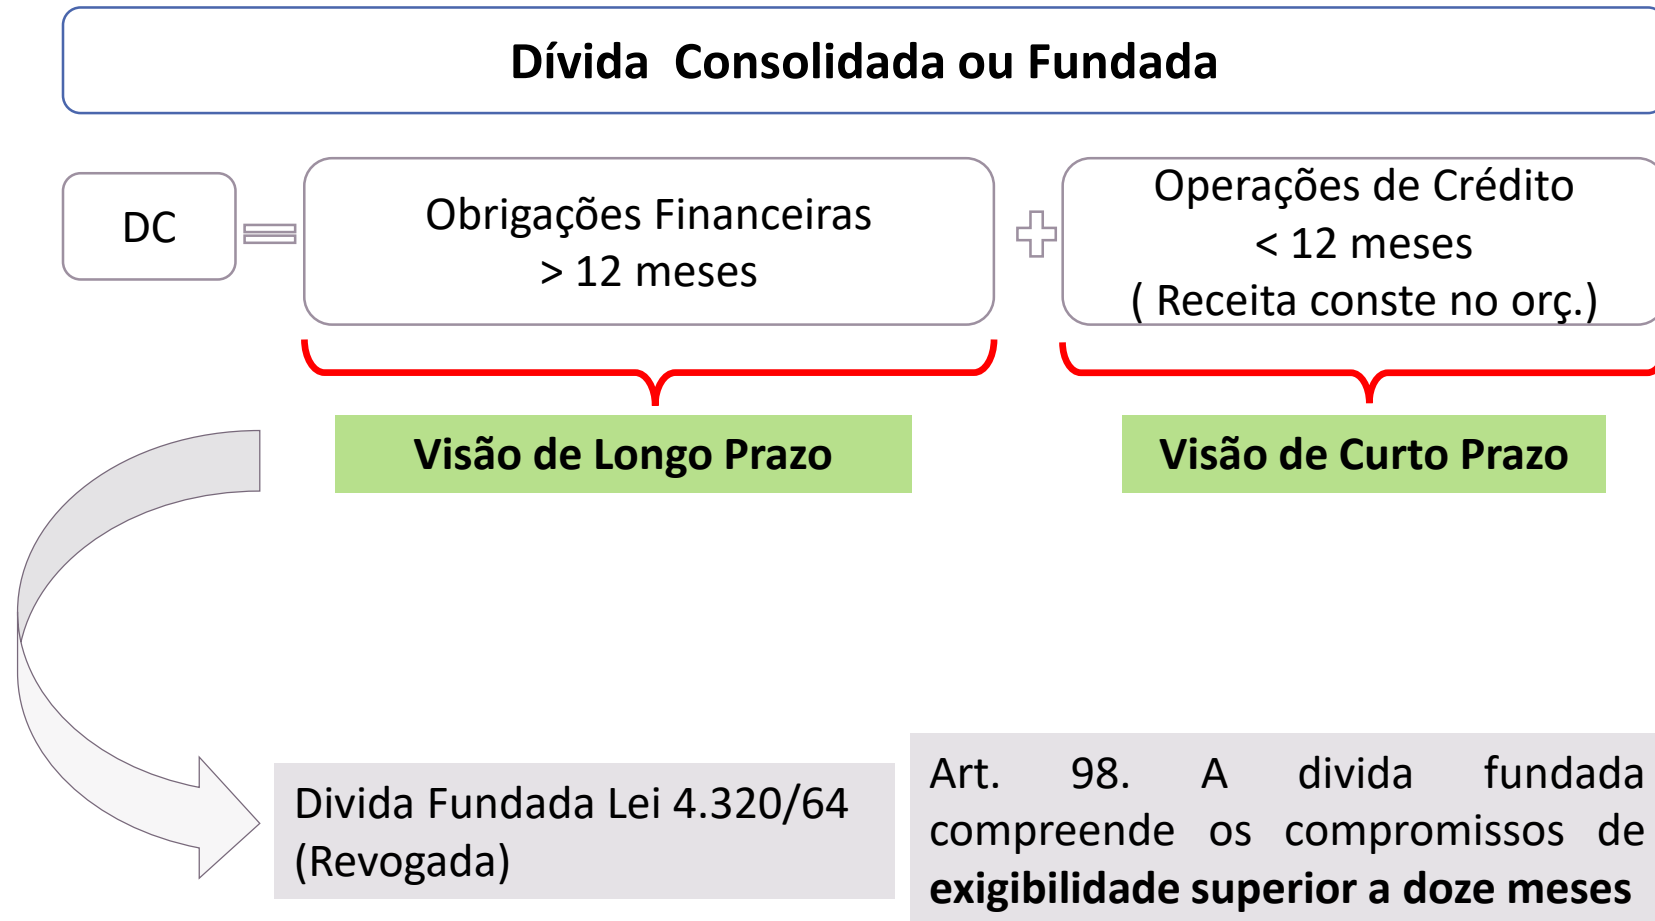 Dívida Consolidada ou Fundada
DC
Obrigações Financeiras
> 12 meses
Operações de Crédito
< 12 meses
( Receita conste no orç.)
Visão de Longo Prazo
Visão de Curto Prazo
Divida Fundada Lei 4.320/64
(Revogada)
Art. 98. A divida fundada
compreende os compromissos de
exigibilidade superior a doze meses